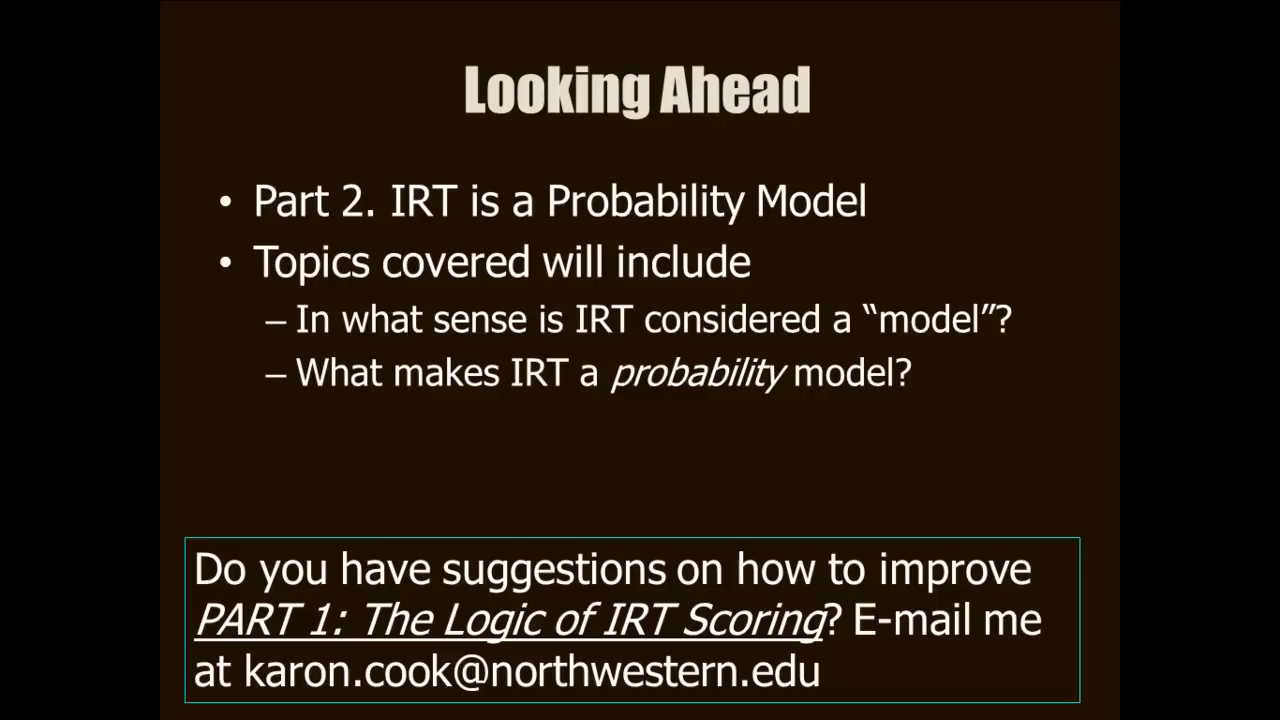 Looking Ahead
• Part 2. IRT is a Probability Model
• Topics covered will include
– In what sense is IRT considered a “model”?
– What makes IRT a probability model?
Do you have suggestions on how to improve
PART 1: The Logic of IRT Scoring? E-mail me
at karon.cook@northwestern.edu